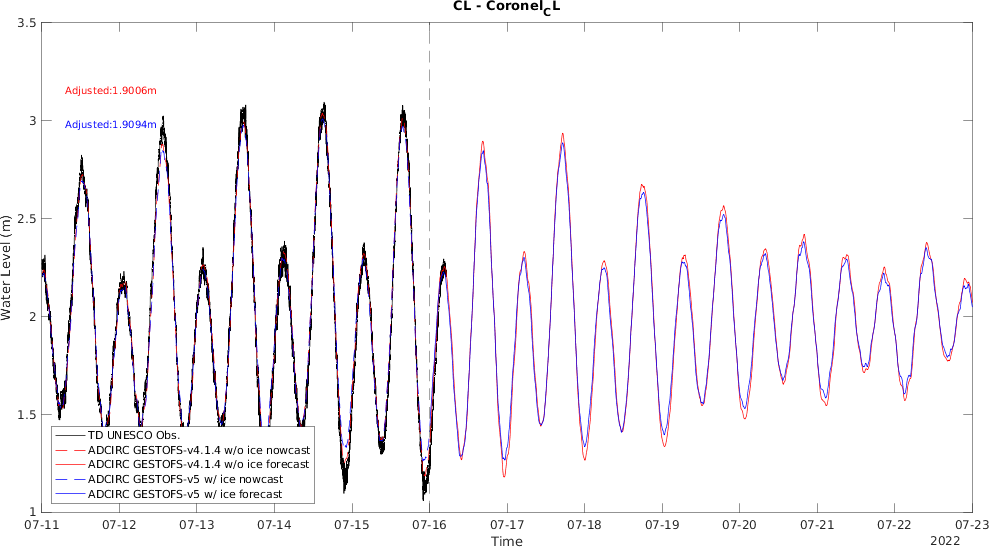 CL - Coronel_CL
3.5
3
2.5
2
1.5
1
Water Level (m)
Adjusted:1.9006m
Adjusted:1.9094m
TD UNESCO Obs.
ADCIRC GESTOFS-v4.1.4 w/o ice nowcast
ADCIRC GESTOFS-v4.1.4 w/o ice forecast
ADCIRC GESTOFS-v5 w/ ice nowcast
ADCIRC GESTOFS-v5 w/ ice forecast
07-11 07-12 07-13 07-14 07-15 07-16 07-17 07-18 07-19 07-20 07-21 07-22 07-23
Time
2022